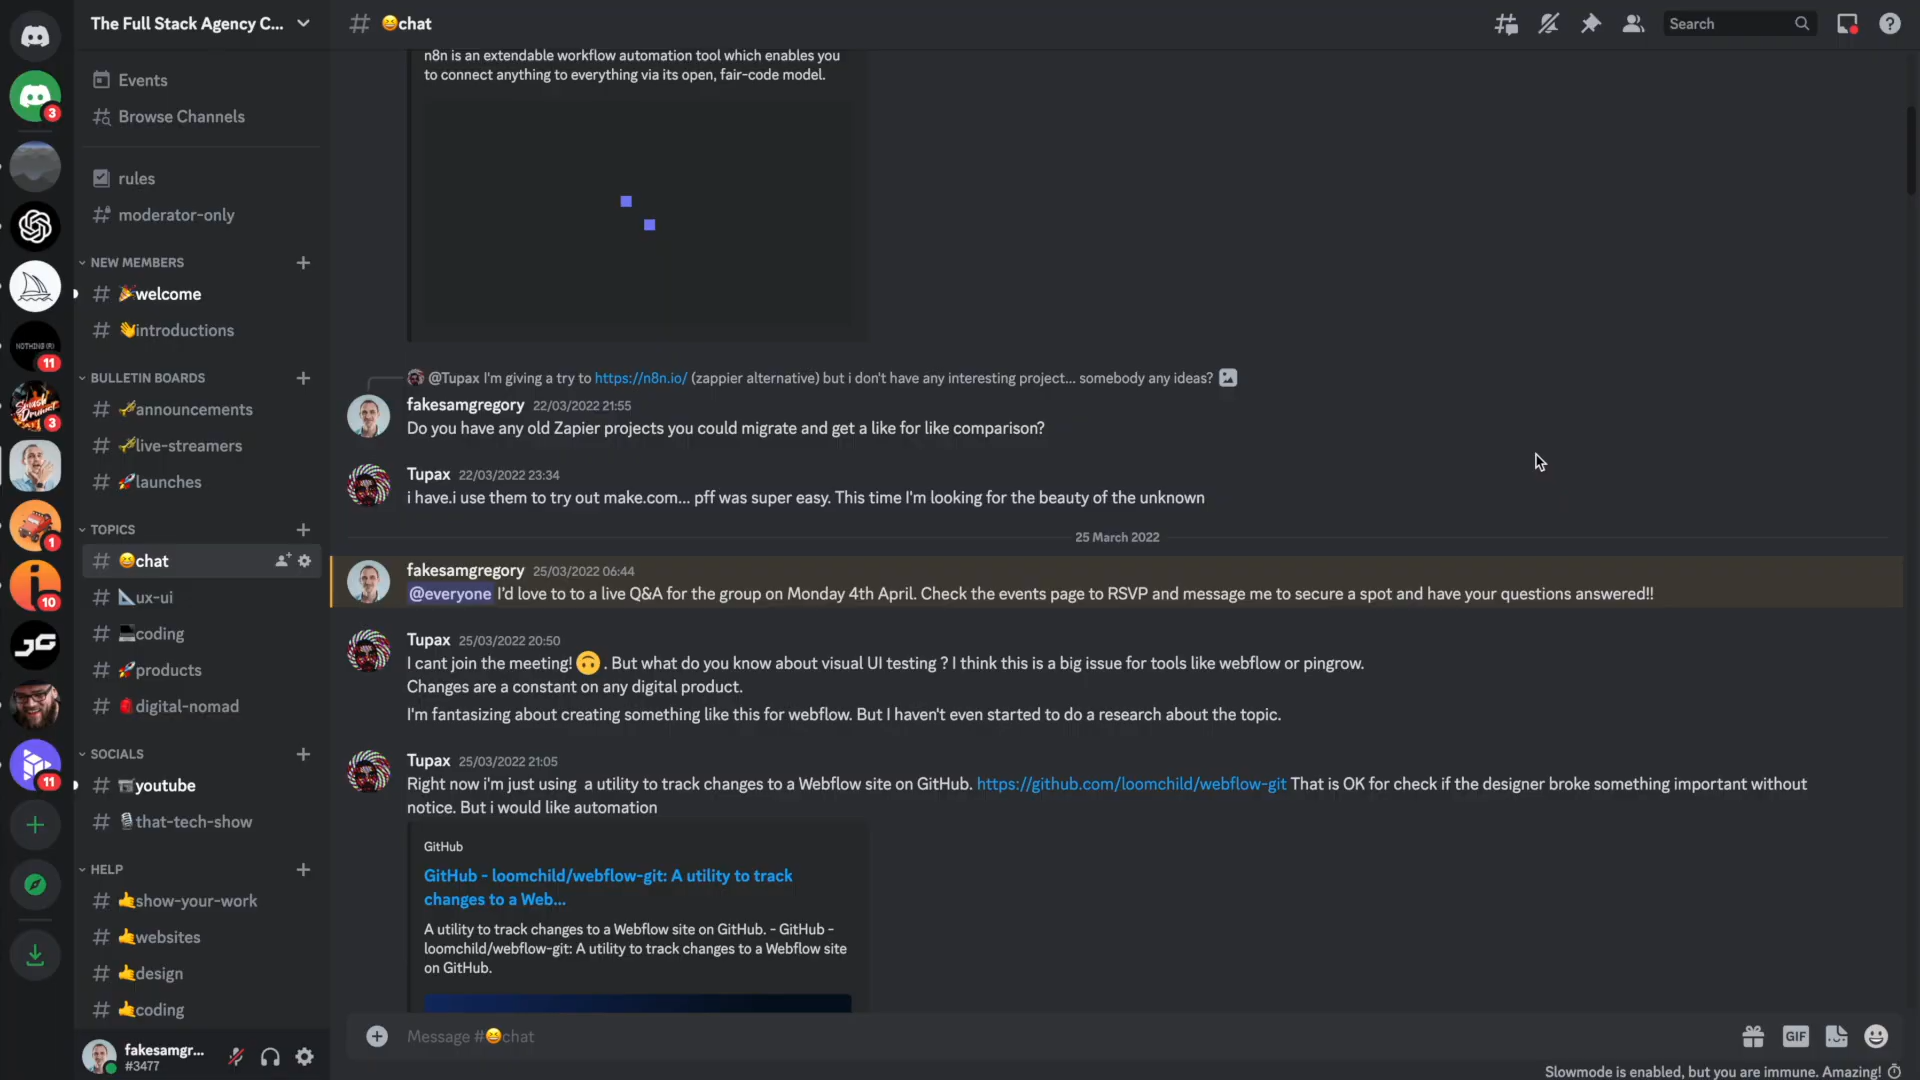 The Full Stack Agency C...
Events
Browse Channels
rules
moderator-only
NEW MEMBERS
🎉welcome
👋introductions
BULLETIN BOARDS
🎺announcements
🎺live-streamers
🚀launches
TOPICS
😆chat
📐ux-ui
💻coding
🚀products
🎒digital-nomad
SOCIALS
youtube
🎙that-tech-show
HELP
🤙show-your-work
🤙websites
🤙design
🤙coding
fakesamgr...
#3477
3
NOTHING (R)
11
3
1
10
JG
11
# 😆chat
Search
n8n is an extendable workflow automation tool which enables you
to connect anything to everything via its open, fair-code model.
@Tupax I'm giving a try to https://n8n.io/ (zappier alternative) but i don't have any interesting project... somebody any ideas?
fakesamgregory 22/03/2022 21:55
Do you have any old Zapier projects you could migrate and get a like for like comparison?
Tupax 22/03/2022 23:34
i have.i use them to try out make.com... pff was super easy. This time I'm looking for the beauty of the unknown
25 March 2022
fakesamgregory 25/03/2022 06:44
@everyone I'd love to to a live Q&A for the group on Monday 4th April. Check the events page to RSVP and message me to secure a spot and have your questions answered!!
Tupax 25/03/2022 20:50
I cant join the meeting! 🙃 . But what do you know about visual UI testing ? I think this is a big issue for tools like webflow or pingrow.
Changes are a constant on any digital product.
I'm fantasizing about creating something like this for webflow. But I haven't even started to do a research about the topic.
Tupax 25/03/2022 21:05
Right now i'm just using a utility to track changes to a Webflow site on GitHub. https://github.com/loomchild/webflow-git That is OK for check if the designer broke something important without
notice. But i would like automation
GitHub
GitHub - loomchild/webflow-git: A utility to track
changes to a Web...
A utility to track changes to a Webflow site on GitHub. - GitHub -
loomchild/webflow-git: A utility to track changes to a Webflow site
on GitHub.
Message #😆chat
GIF
Slowmode is enabled, but you are immune. Amazing!